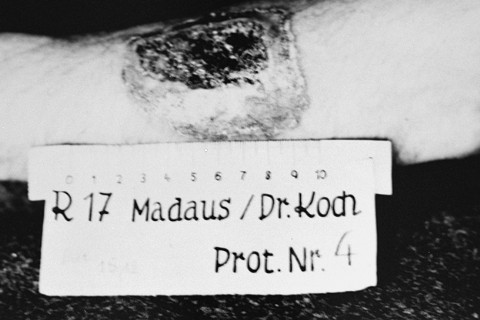 0 1 2 3 4 5 6 7 8 9 10
R 17 Madaus / Dr. Koch
Prot. Nr. 4